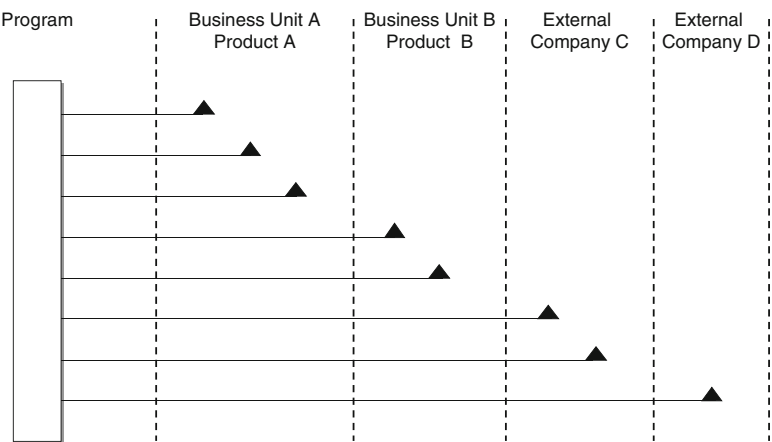 Program
Business Unit A
Product A
Business Unit B
Product B
External
Company C
External
Company D